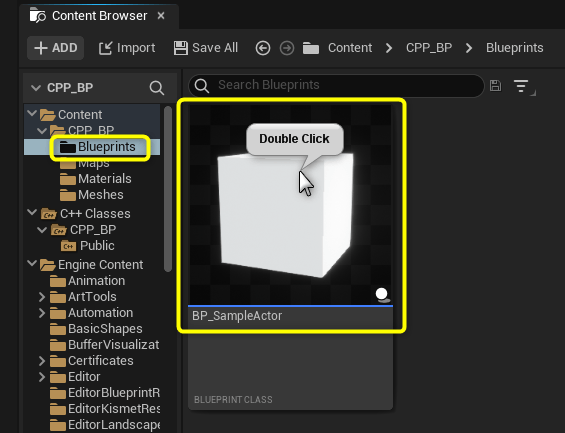 Content Browser
+ ADD
Import
Save All
Content
CPP_BP
Blueprints
CPP_BP
Search Blueprints
Content
CPP_BP
Blueprints
Maps
Materials
Meshes
C++ Classes
CPP_BP
Public
Engine Content
Animation
ArtTools
Automation
BasicShapes
BufferVisualizat
Certificates
Editor
EditorBlueprintR
EditorKismetRes
EditorLandscape
Double Click
BP_SampleActor
BLUEPRINT CLASS